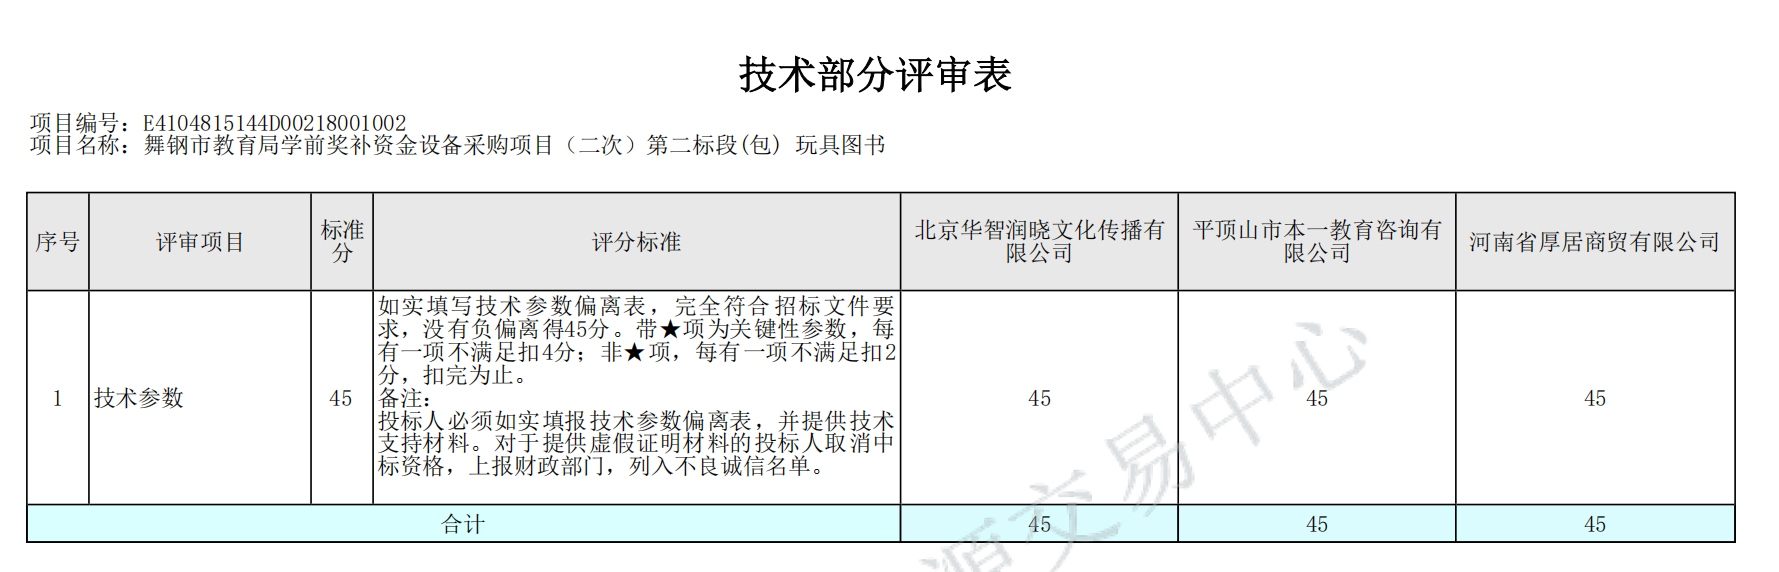 技术部分评审表
项目编号：E4104815144D00218001002
项目名称：舞钢市教育局学前奖补资金设备采购项目（二次）第二标段(包) 玩具图书
序号
评审项目
标准
分
评分标准
北京华智润晓文化传播有
限公司
平顶山市本一教育咨询有
限公司
河南省厚居商贸有限公司
1
技术参数
45
如实填写技术参数偏离表，完全符合招标文件要
求，没有负偏离得45分。带★项为关键性参数，每
有一项不满足扣4分；非★项，每有一项不满足扣2
分，扣完为止。
备注：
投标人必须如实填报技术参数偏离表，并提供技术
支持材料。对于提供虚假证明材料的投标人取消中
标资格，上报财政部门，列入不良诚信名单。
45
45
45
合计
45
45
45
源交易中心